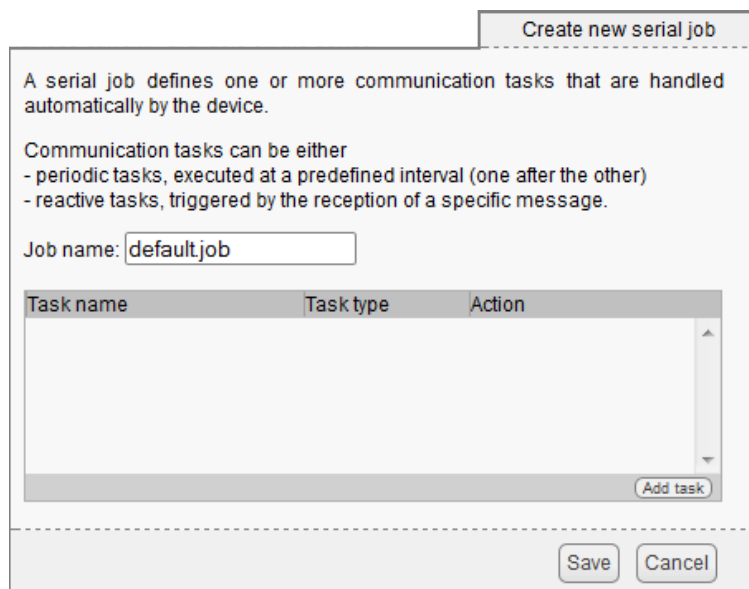 Create new serial job
A serial job defines one or more communication tasks that are handled
automatically by the device.
Communication tasks can be either
- periodic tasks, executed at a predefined interval (one after the other)
- reactive tasks, triggered by the reception of a specific message.
Job name: default.job
Task name Task type Action
Add task
Save Cancel